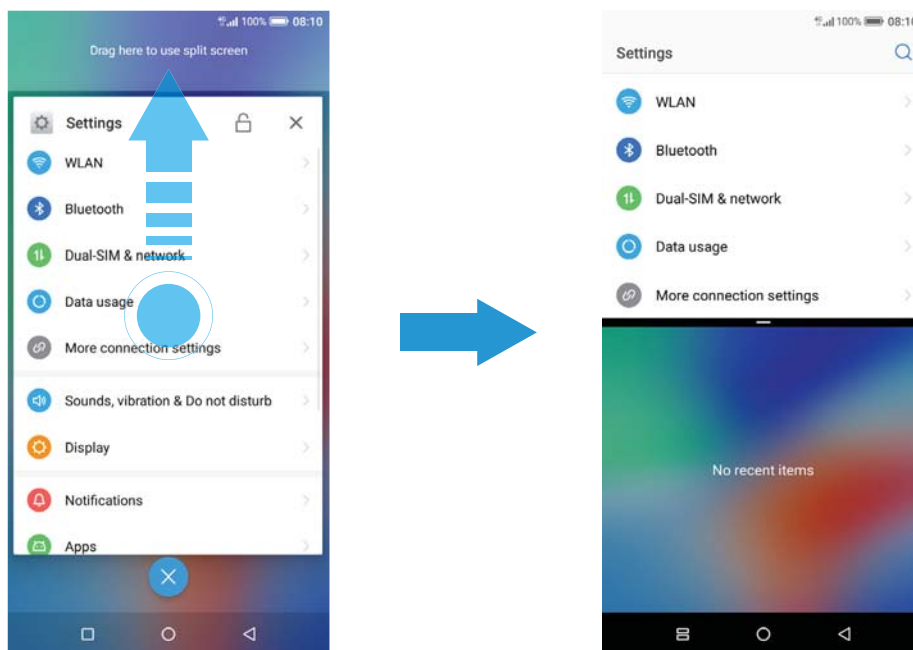 100% 08:10
Drag here to use split screen
Settings
WLAN
Bluetooth
Dual-SIM & network
Data usage
More connection settings
Sounds, vibration & Do not disturb
Display
Notifications
Apps
100% 08:10
Settings
WLAN
Bluetooth
Dual-SIM & network
Data usage
More connection settings
No recent items